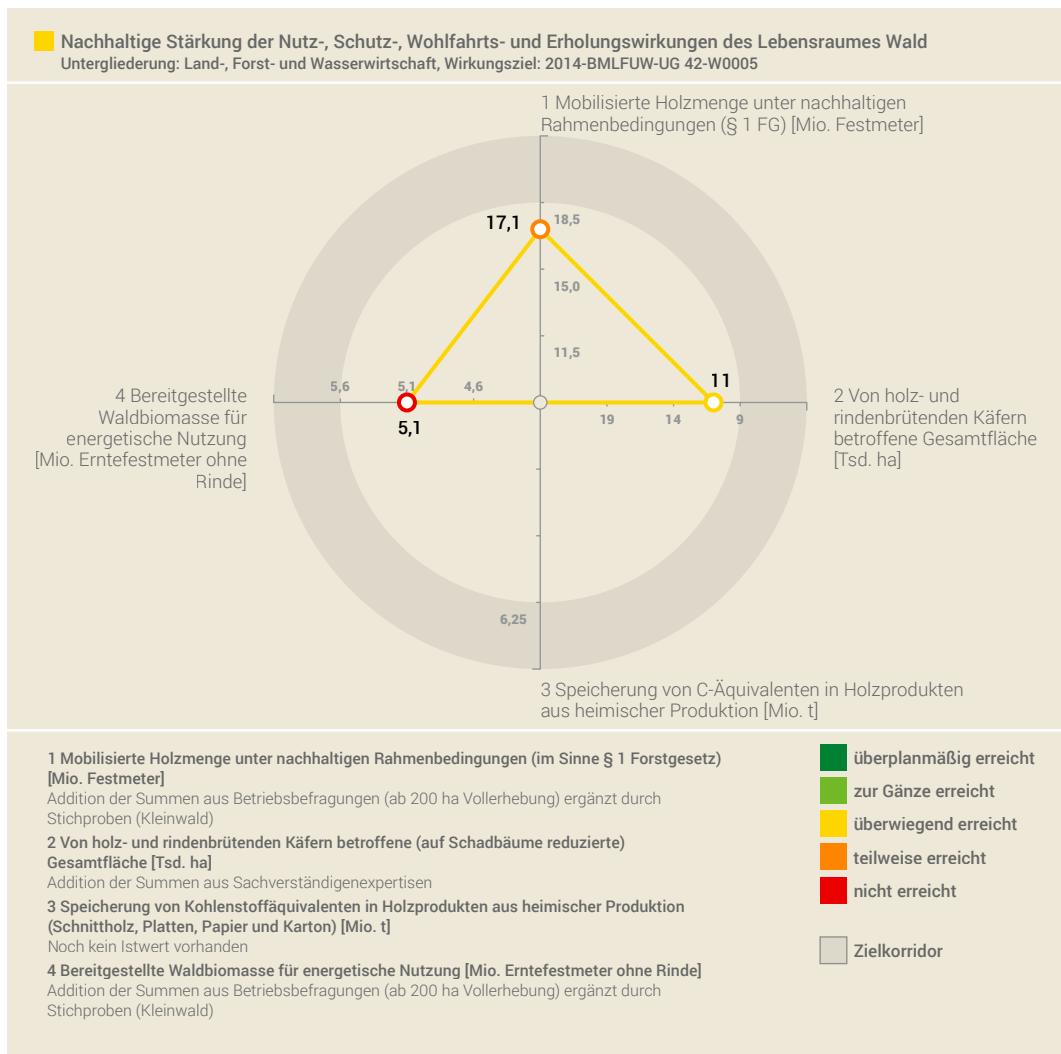 Nachhaltige Stärkung der Nutz-, Schutz-, Wohlfahrts- und Erholungswirkungen des Lebensraumes Wald
Untergliederung: Land-, Forst- und Wasserwirtschaft, Wirkungsziel: 2014-BMLFUW-UG 42-W0005
1 Mobilisierte Holzmenge unter nachhaltigen
Rahmenbedingungen (§ 1 FG) [Mio. Festmeter]
17,1
18,5
15,0
11,5
11
5,6
5,1
4,6
19
14
9
5,1
4 Bereitgestellte
Waldbiomasse für
energetische Nutzung
[Mio. Erntefestmeter ohne
Rinde]
2 Von holz- und
rindenbrütenden Käfern
betroffene Gesamtfläche
[Tsd. ha]
6,25
3 Speicherung von C-Äquivalenten in Holzprodukten
aus heimischer Produktion [Mio. t]
1 Mobilisierte Holzmenge unter nachhaltigen Rahmenbedingungen (im Sinne § 1 Forstgesetz)
[Mio. Festmeter]
Addition der Summen aus Betriebsbefragungen (ab 200 ha Vollerhebung) ergänzt durch
Stichproben (Kleinwald)
2 Von holz- und rindenbrütenden Käfern betroffene (auf Schadbäume reduzierte)
Gesamtfläche [Tsd. ha]
Addition der Summen aus Sachverständigenexpertisen
3 Speicherung von Kohlenstoffäquivalenten in Holzprodukten aus heimischer Produktion
(Schnittholz, Platten, Papier und Karton) [Mio. t]
Noch kein Istwert vorhanden
4 Bereitgestellte Waldbiomasse für energetische Nutzung [Mio. Erntefestmeter ohne Rinde]
Addition der Summen aus Betriebsbefragungen (ab 200 ha Vollerhebung) ergänzt durch
Stichproben (Kleinwald)
überplanmäßig erreicht
zur Gänze erreicht
überwiegend erreicht
teilweise erreicht
nicht erreicht
Zielkorridor